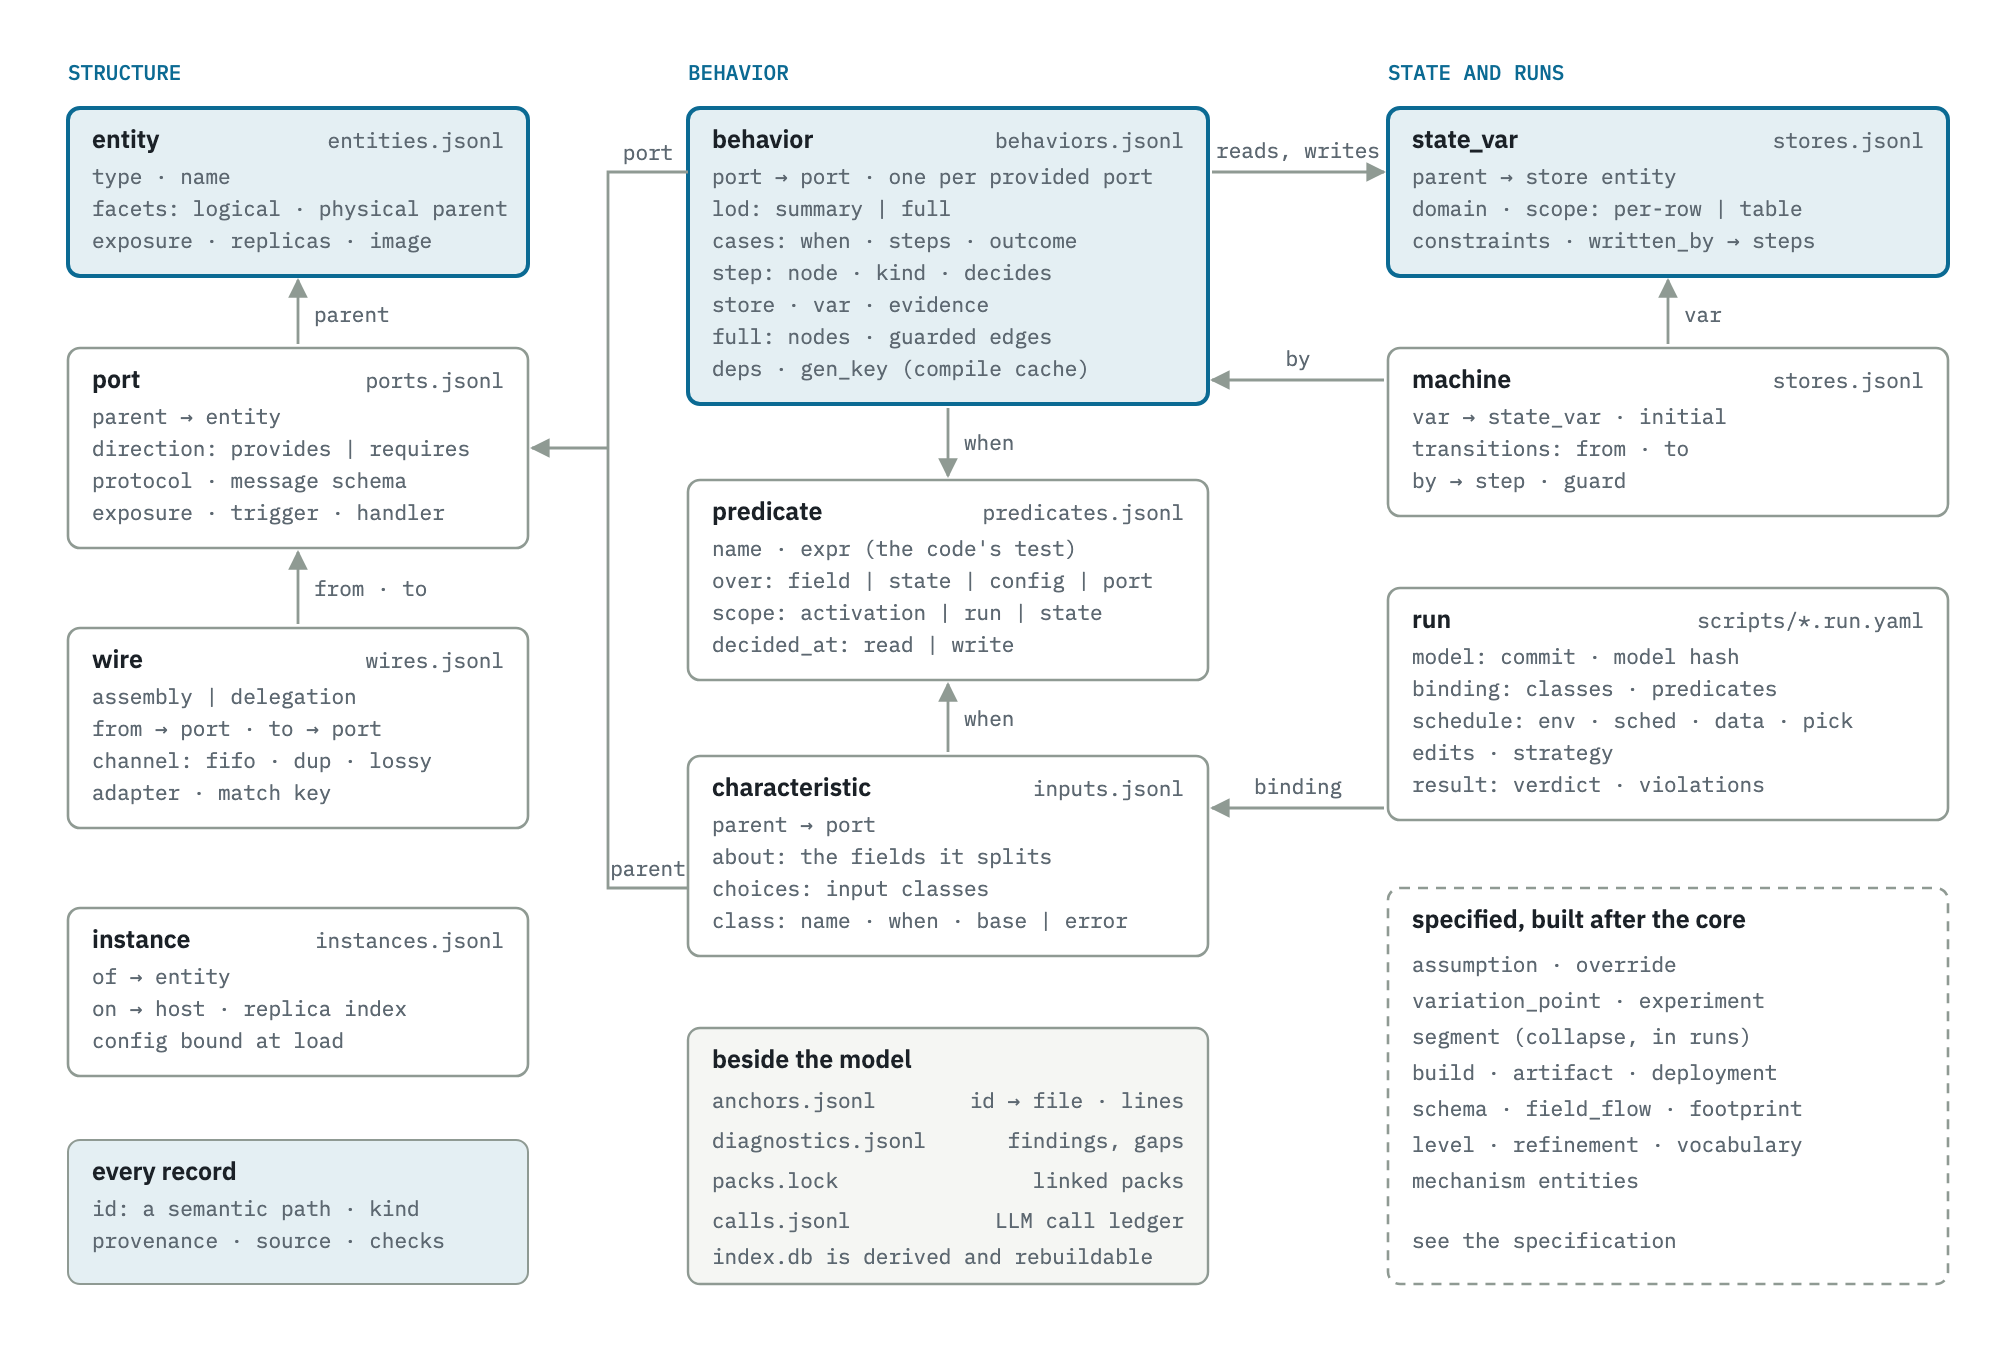 STRUCTURE
entity entities.jsonl
type · name
facets: logical · physical parent
exposure · replicas · image
parent
port ports.jsonl
parent → entity
direction: provides | requires
protocol · message schema
exposure · trigger · handler
from · to
wire wires.jsonl
assembly | delegation
from → port · to → port
channel: fifo · dup · lossy
adapter · match key
instance instances.jsonl
of → entity
on → host · replica index
config bound at load
every record
id: a semantic path · kind
provenance · source · checks
BEHAVIOR
port
behavior behaviors.jsonl
port → port · one per provided port
lod: summary | full
cases: when · steps · outcome
step: node · kind · decides
store · var · evidence
full: nodes · guarded edges
deps · gen_key (compile cache)
when
predicate predicates.jsonl
name · expr (the code's test)
over: field | state | config | port
scope: activation | run | state
decided_at: read | write
when
characteristic inputs.jsonl
parent → port
about: the fields it splits
choices: input classes
class: name · when · base | error
parent
beside the model
anchors.jsonl id → file · lines
diagnostics.jsonl findings, gaps
packs.lock linked packs
calls.jsonl LLM call ledger
index.db is derived and rebuildable
STATE AND RUNS
reads, writes
state_var stores.jsonl
parent → store entity
domain · scope: per-row | table
constraints · written_by → steps
var
by
machine stores.jsonl
var → state_var · initial
transitions: from · to
by → step · guard
run scripts/*.run.yaml
model: commit · model hash
binding: classes · predicates
schedule: env · sched · data · pick
edits · strategy
result: verdict · violations
binding
specified, built after the core
assumption · override
variation_point · experiment
segment (collapse, in runs)
build · artifact · deployment
schema · field_flow · footprint
level · refinement · vocabulary
mechanism entities
see the specification